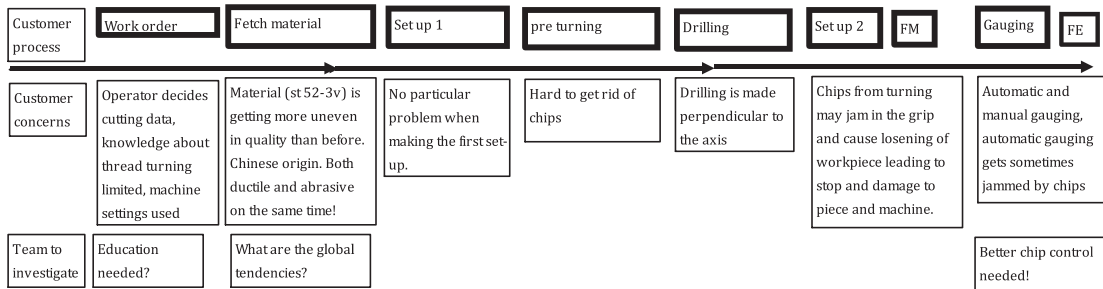 Customer
process
Work order
Fetch material
Set up 1
pre turning
Drilling
Set up 2
FM
Gauging
FE
Customer
concerns
Operator decides
cutting data,
knowledge about
thread turning
limited, machine
settings used
Material (st 52-3v) is
getting more uneven
in quality than before.
Chinese origin. Both
ductile and abrasive
on the same time!
No particular
problem when
making the first set-
up.
Hard to get rid of
chips
Drilling is made
perpendicular to
the axis
Chips from turning
may jam in the grip
and cause losening of
workpiece leading to
stop and damage to
piece and machine.
Automatic and
manual gauging,
automatic gauging
gets sometimes
jammed by chips
Team to
investigate
Education
needed?
What are the global
tendencies?
Better chip control
needed!